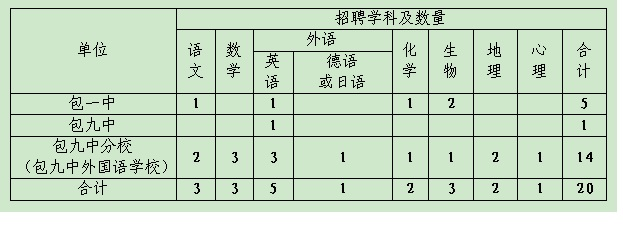 单位 招聘学科及数量
语文 数学 外语 化学 生物 地理 心理 合计
英语 德语或日语
包一中 1 1 1 2 5
包九中 1 1
包九中分校
（包九中外国语学校） 2 3 3 1 1 1 2 1 14
合计 3 3 5 1 2 3 2 1 20